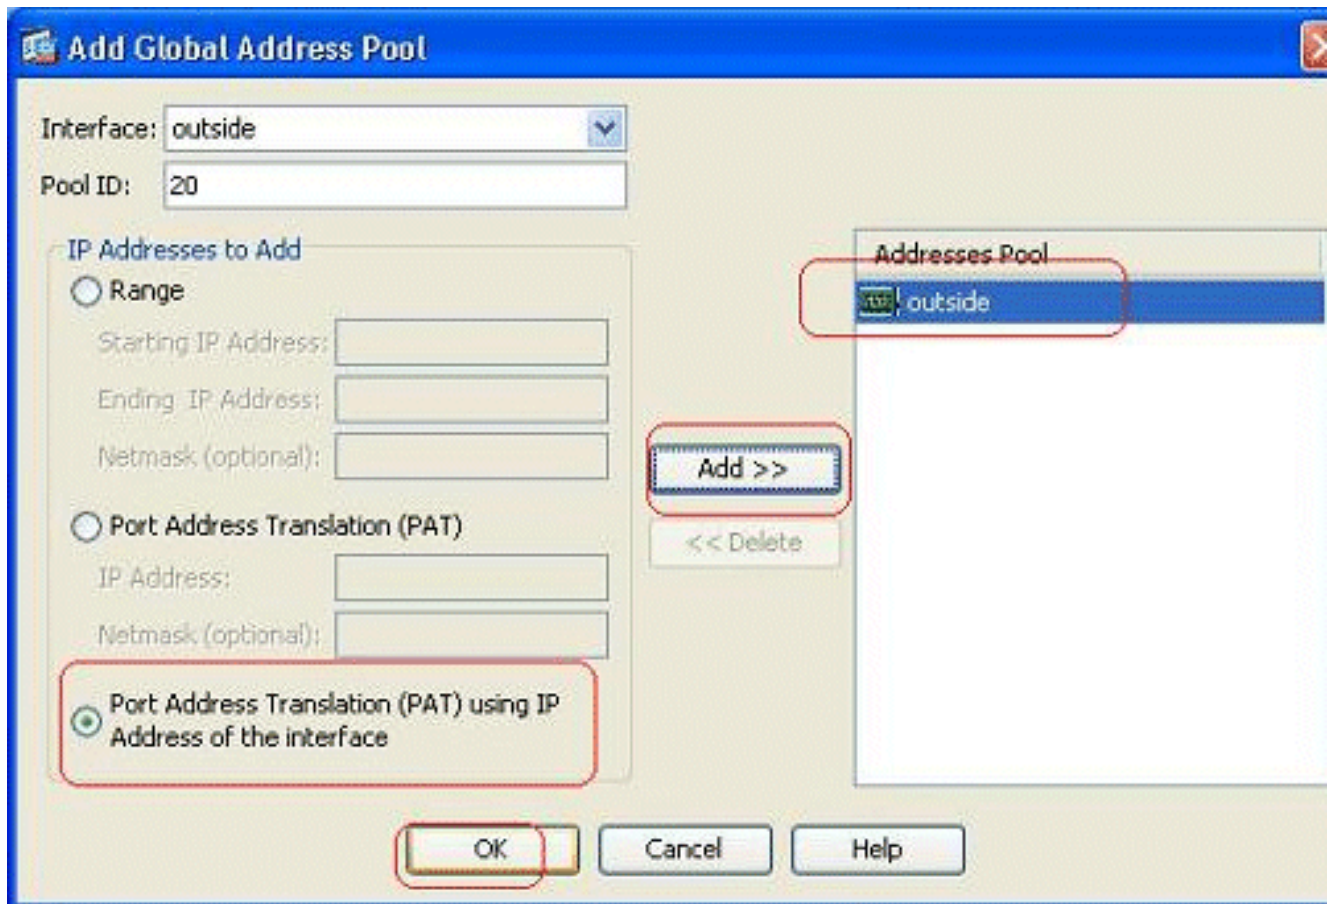 Add Global Address Pool
Interface: outside
Pool ID: 20
IP Addresses to Add
Range
Starting IP Address:
Ending IP Address:
Netmask (optional):
Port Address Translation (PAT)
IP Address:
Netmask (optional):
Port Address Translation (PAT) using IP
Address of the interface
Add >>
<< Delete
Addresses Pool
outside
OK
Cancel
Help